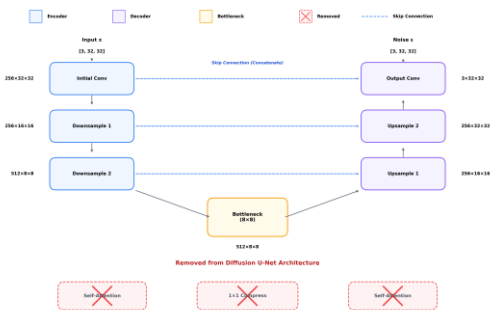 Encoder
Decoder
Bottleneck
Removed
Skip Connection
Input x
Noise ε
[3, 32, 32]
[3, 32, 32]
Skip Connection (Concatenate)
256×32×32
Initial Conv
Output Conv
3×32×32
256×16×16
Downsample 1
Upsample 2
256×32×32
512×8×8
Downsample 2
Upsample 1
256×16×16
Bottleneck
(8×8)
512×8×8
Removed from Diffusion U-Net Architecture
Self-Attention
1×1 Compress
Self-Attention